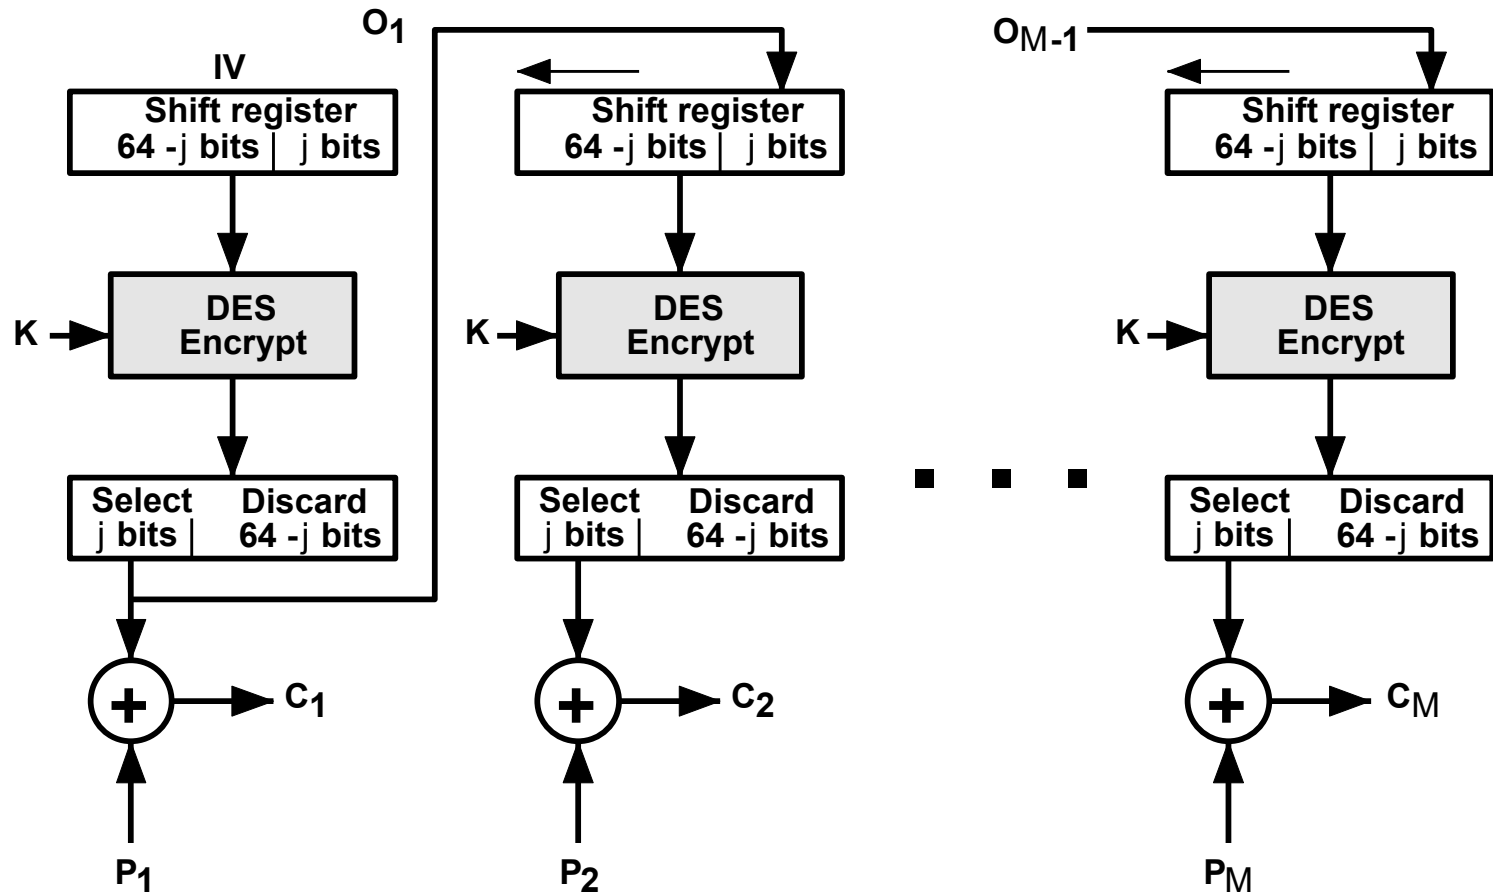 O1
OM-1
IV
Shift register
64 -j bits | j bits
Shift register
64 -j bits | j bits
Shift register
64 -j bits | j bits
K
DES
Encrypt
K
DES
Encrypt
K
DES
Encrypt
Select Discard
j bits | 64 -j bits
Select Discard
j bits | 64 -j bits
Select Discard
j bits | 64 -j bits
+
C1
+
C2
+
CM
P1
P2
PM